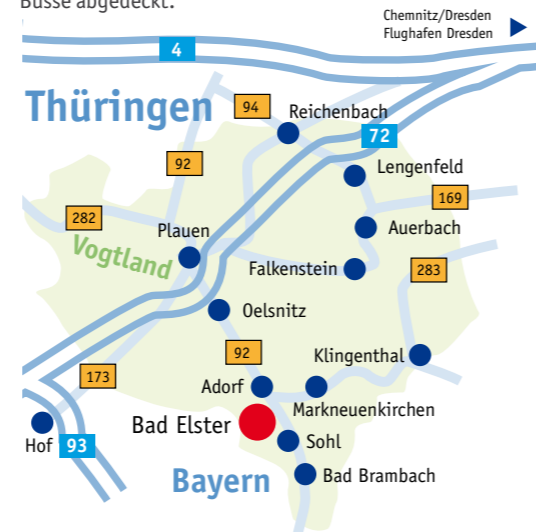 Busse abgedeckt.
Chemnitz/Dresden
Flughafen Dresden
4
Thüringen
94
Reichenbach
72
92
Lengenfeld
169
282
Plauen
Auerbach
Vogtland
Falkenstein
283
Oelsnitz
92
Klingenthal
173
Adorf
Markneuenkirchen
Bad Elster
Hof
93
Sohl
Bayern
Bad Brambach